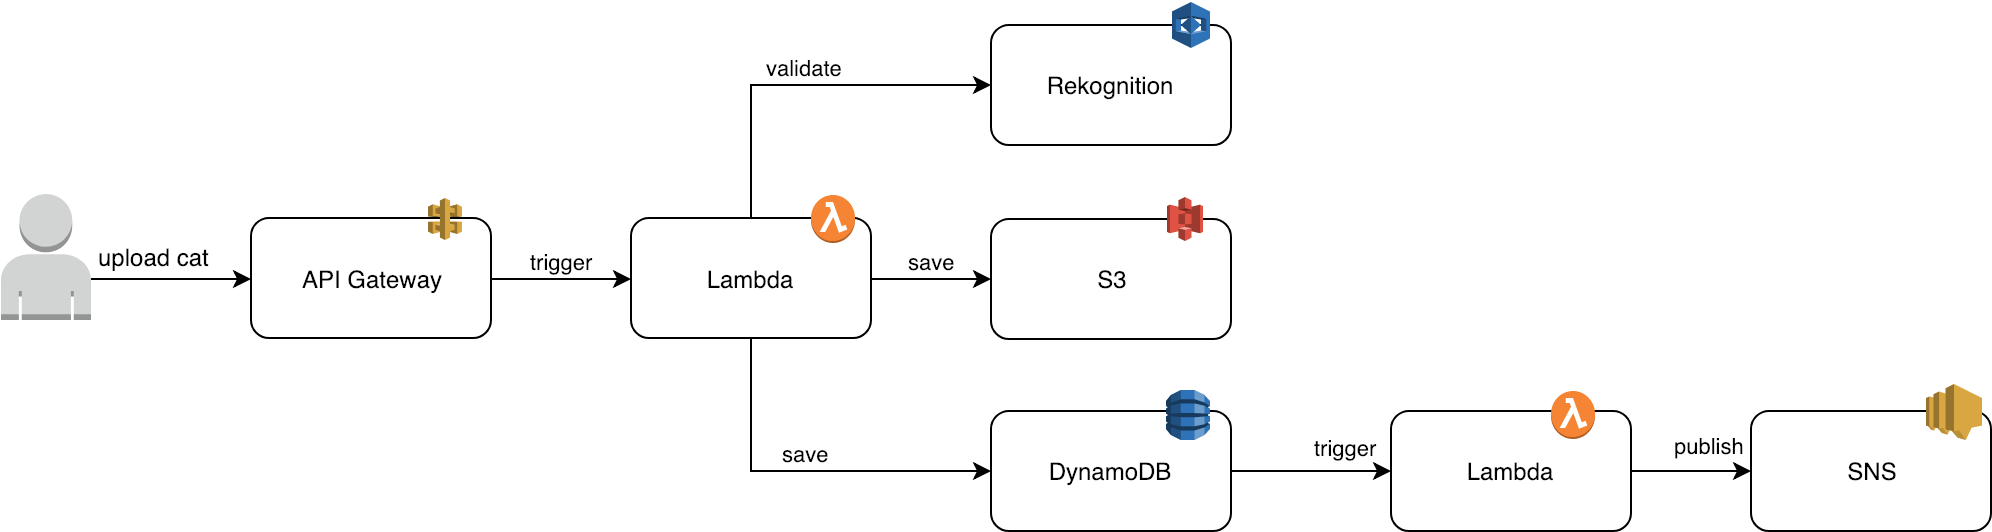 validate
Rekognition
upload cat
API Gateway
trigger
Lambda
save
S3
save
DynamoDB
trigger
Lambda
publish
SNS